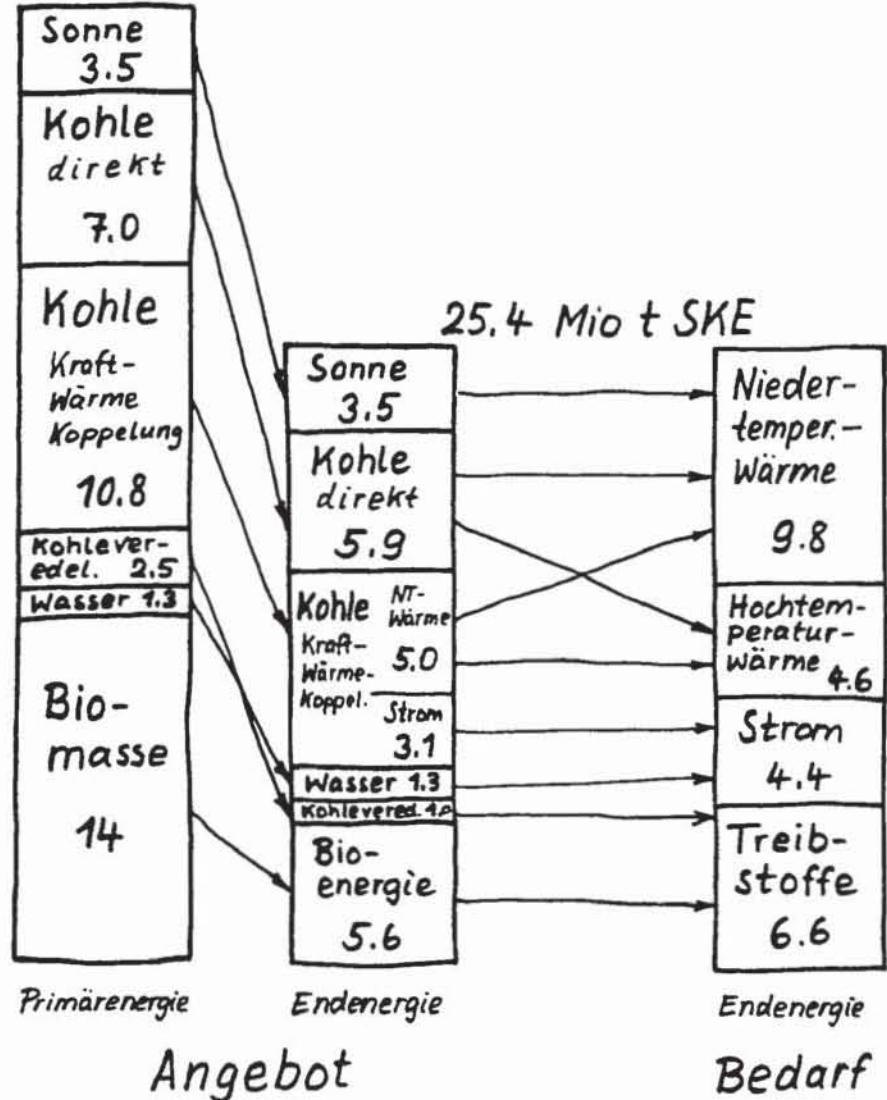 Sonne
3.5
Kohle
direkt
7.0
Kohle
Kraft-
Wärme
Koppelung
10.8
Kohlever-
edel. 2.5
Wasser 1.3
Bio-
masse
14
Primärenergie
25.4 Mio t SKE
Sonne
3.5
Kohle
direkt
5.9
Kohle
Kraft-
Wärme-
Koppel.
NT-
Wärme
5.0
Strom
3.1
Wasser 1.3
Kohlevered.
Bio-
energie
5.6
Endenergie
Angebot
Nieder-
temper.-
Wärme
9.8
Hochtem-
peratur-
wärme 4.6
Strom
4.4
Treib-
stoffe
6.6
Endenergie
Bedarf